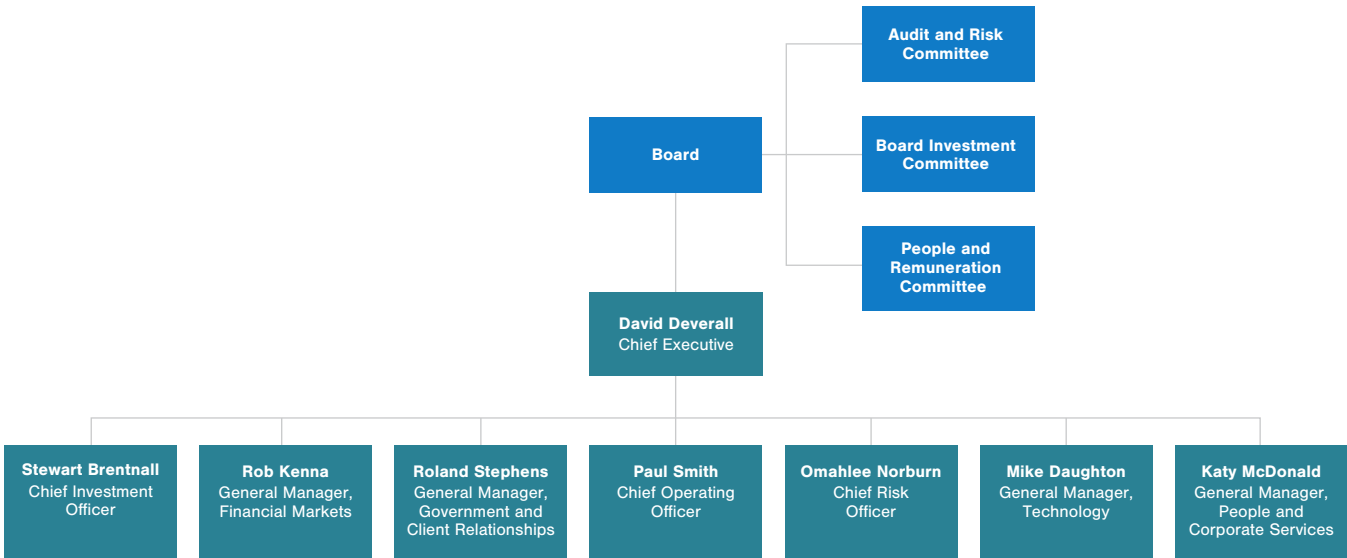 Audit and Risk
Committee
Board
Board Investment
Committee
People and
Remuneration
Committee
David Deverall
Chief Executive
Stewart Brentnall
Chief Investment
Officer
Rob Kenna
General Manager,
Financial Markets
Roland Stephens
General Manager,
Government and
Client Relationships
Paul Smith
Chief Operating
Officer
Omahlee Norburn
Chief Risk
Officer
Mike Daughton
General Manager,
Technology
Katy McDonald
General Manager,
People and
Corporate Services